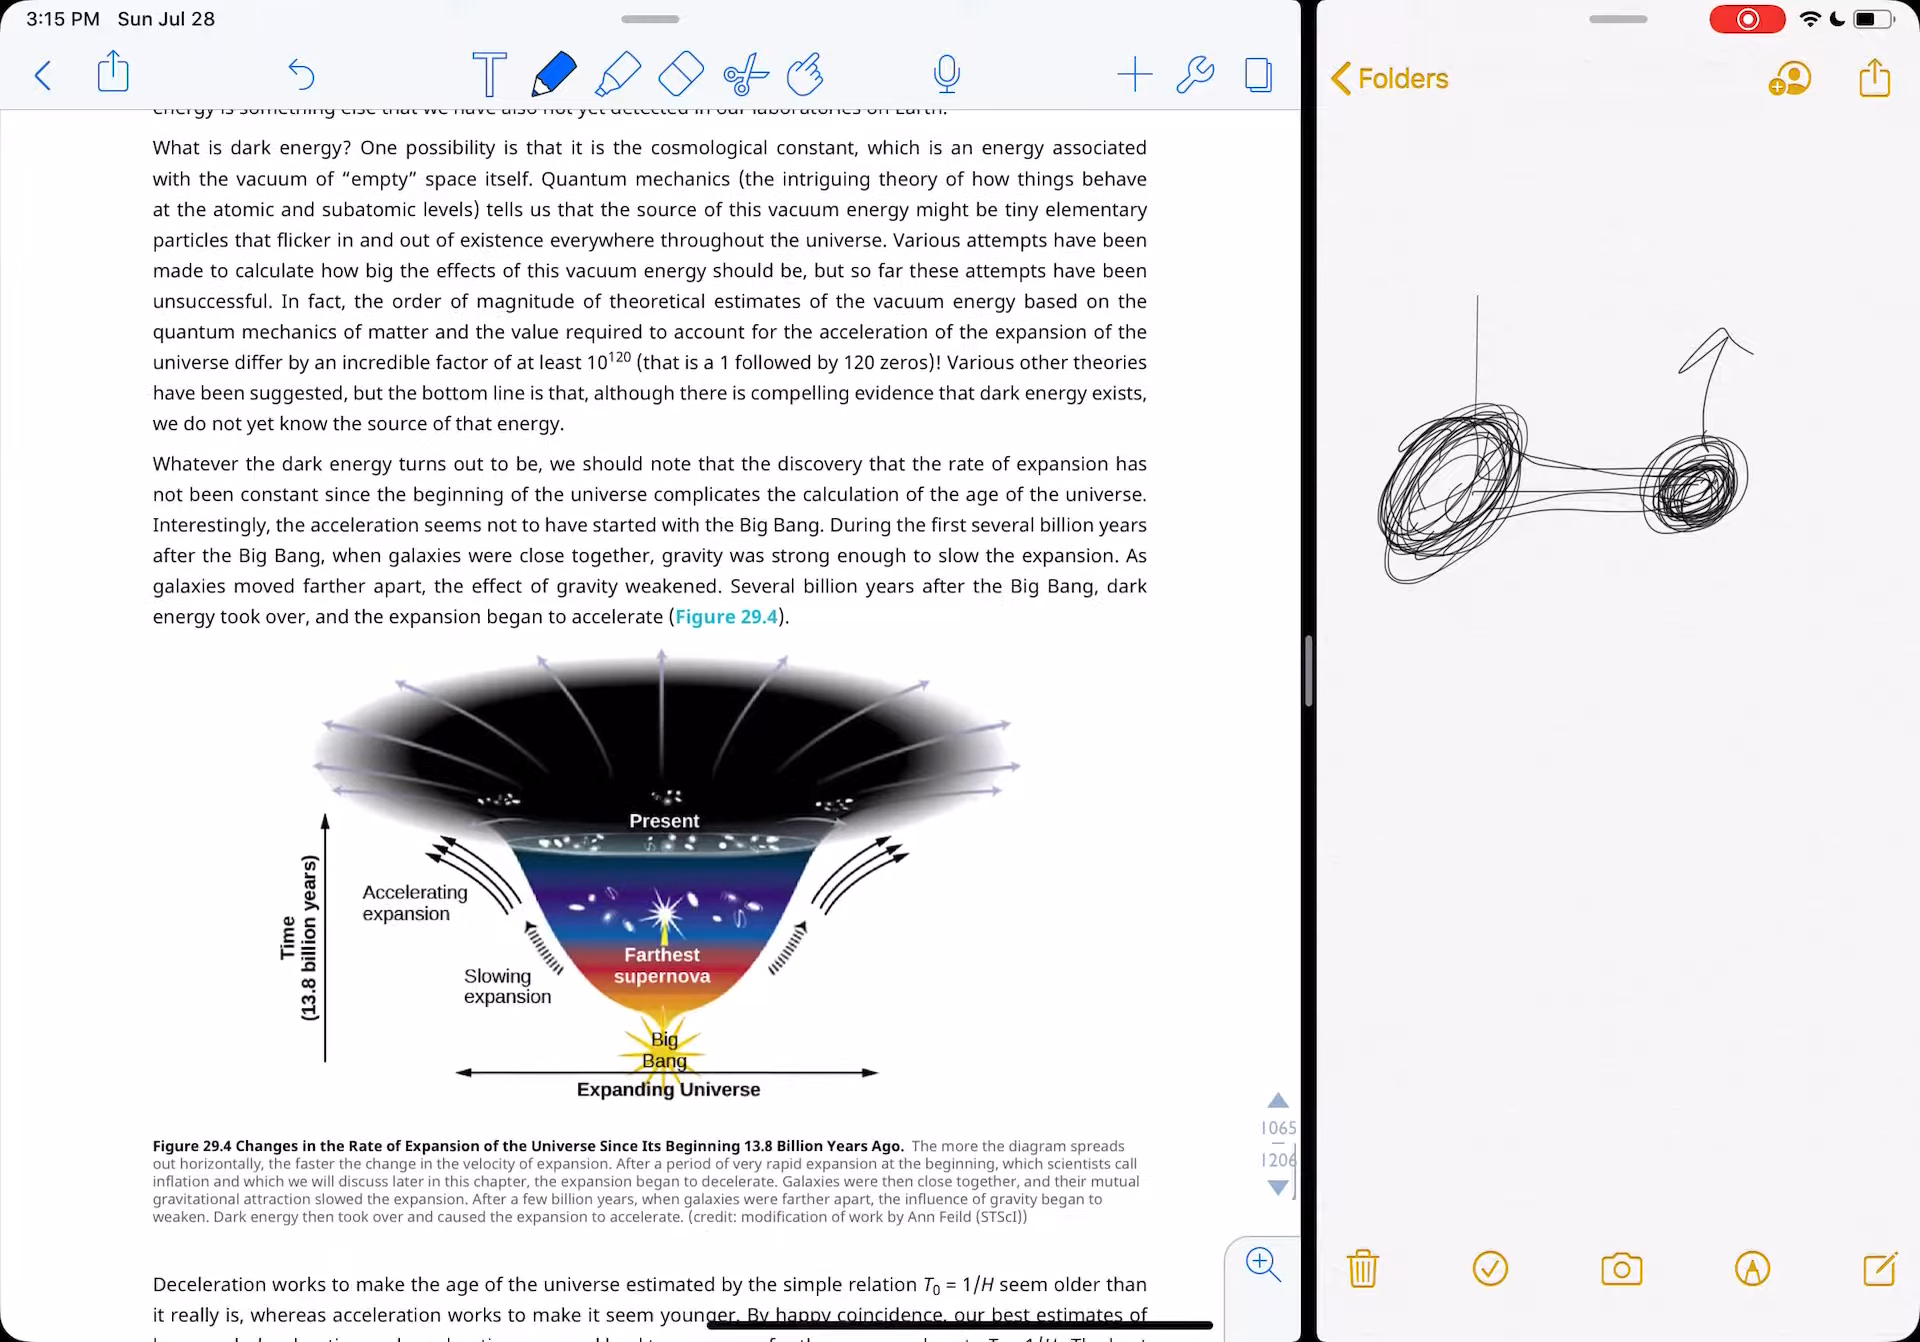 3:15 PM Sun Jul 28
Folders
energy is something else that we have also not yet detected in our laboratories on Earth.
What is dark energy? One possibility is that it is the cosmological constant, which is an energy associated
with the vacuum of “empty” space itself. Quantum mechanics (the intriguing theory of how things behave
at the atomic and subatomic levels) tells us that the source of this vacuum energy might be tiny elementary
particles that flicker in and out of existence everywhere throughout the universe. Various attempts have been
made to calculate how big the effects of this vacuum energy should be, but so far these attempts have been
unsuccessful. In fact, the order of magnitude of theoretical estimates of the vacuum energy based on the
quantum mechanics of matter and the value required to account for the acceleration of the expansion of the
universe differ by an incredible factor of at least 10¹²⁰ (that is a 1 followed by 120 zeros)! Various other theories
have been suggested, but the bottom line is that, although there is compelling evidence that dark energy exists,
we do not yet know the source of that energy.
Whatever the dark energy turns out to be, we should note that the discovery that the rate of expansion has
not been constant since the beginning of the universe complicates the calculation of the age of the universe.
Interestingly, the acceleration seems not to have started with the Big Bang. During the first several billion years
after the Big Bang, when galaxies were close together, gravity was strong enough to slow the expansion. As
galaxies moved farther apart, the effect of gravity weakened. Several billion years after the Big Bang, dark
energy took over, and the expansion began to accelerate (Figure 29.4).
Present
Accelerating
expansion
Time
(13.8 billion years)
Farthest
supernova
Slowing
expansion
Big
Bang
Expanding Universe
1065
1206
Figure 29.4 Changes in the Rate of Expansion of the Universe Since Its Beginning 13.8 Billion Years Ago. The more the diagram spreads
out horizontally, the faster the change in the velocity of expansion. After a period of very rapid expansion at the beginning, which scientists call
inflation and which we will discuss later in this chapter, the expansion began to decelerate. Galaxies were then close together, and their mutual
gravitational attraction slowed the expansion. After a few billion years, when galaxies were farther apart, the influence of gravity began to
weaken. Dark energy then took over and caused the expansion to accelerate. (credit: modification of work by Ann Feild (STScI))
Deceleration works to make the age of the universe estimated by the simple relation T₀ = 1/H seem older than
it really is, whereas acceleration works to make it seem younger. By happy coincidence, our best estimates of